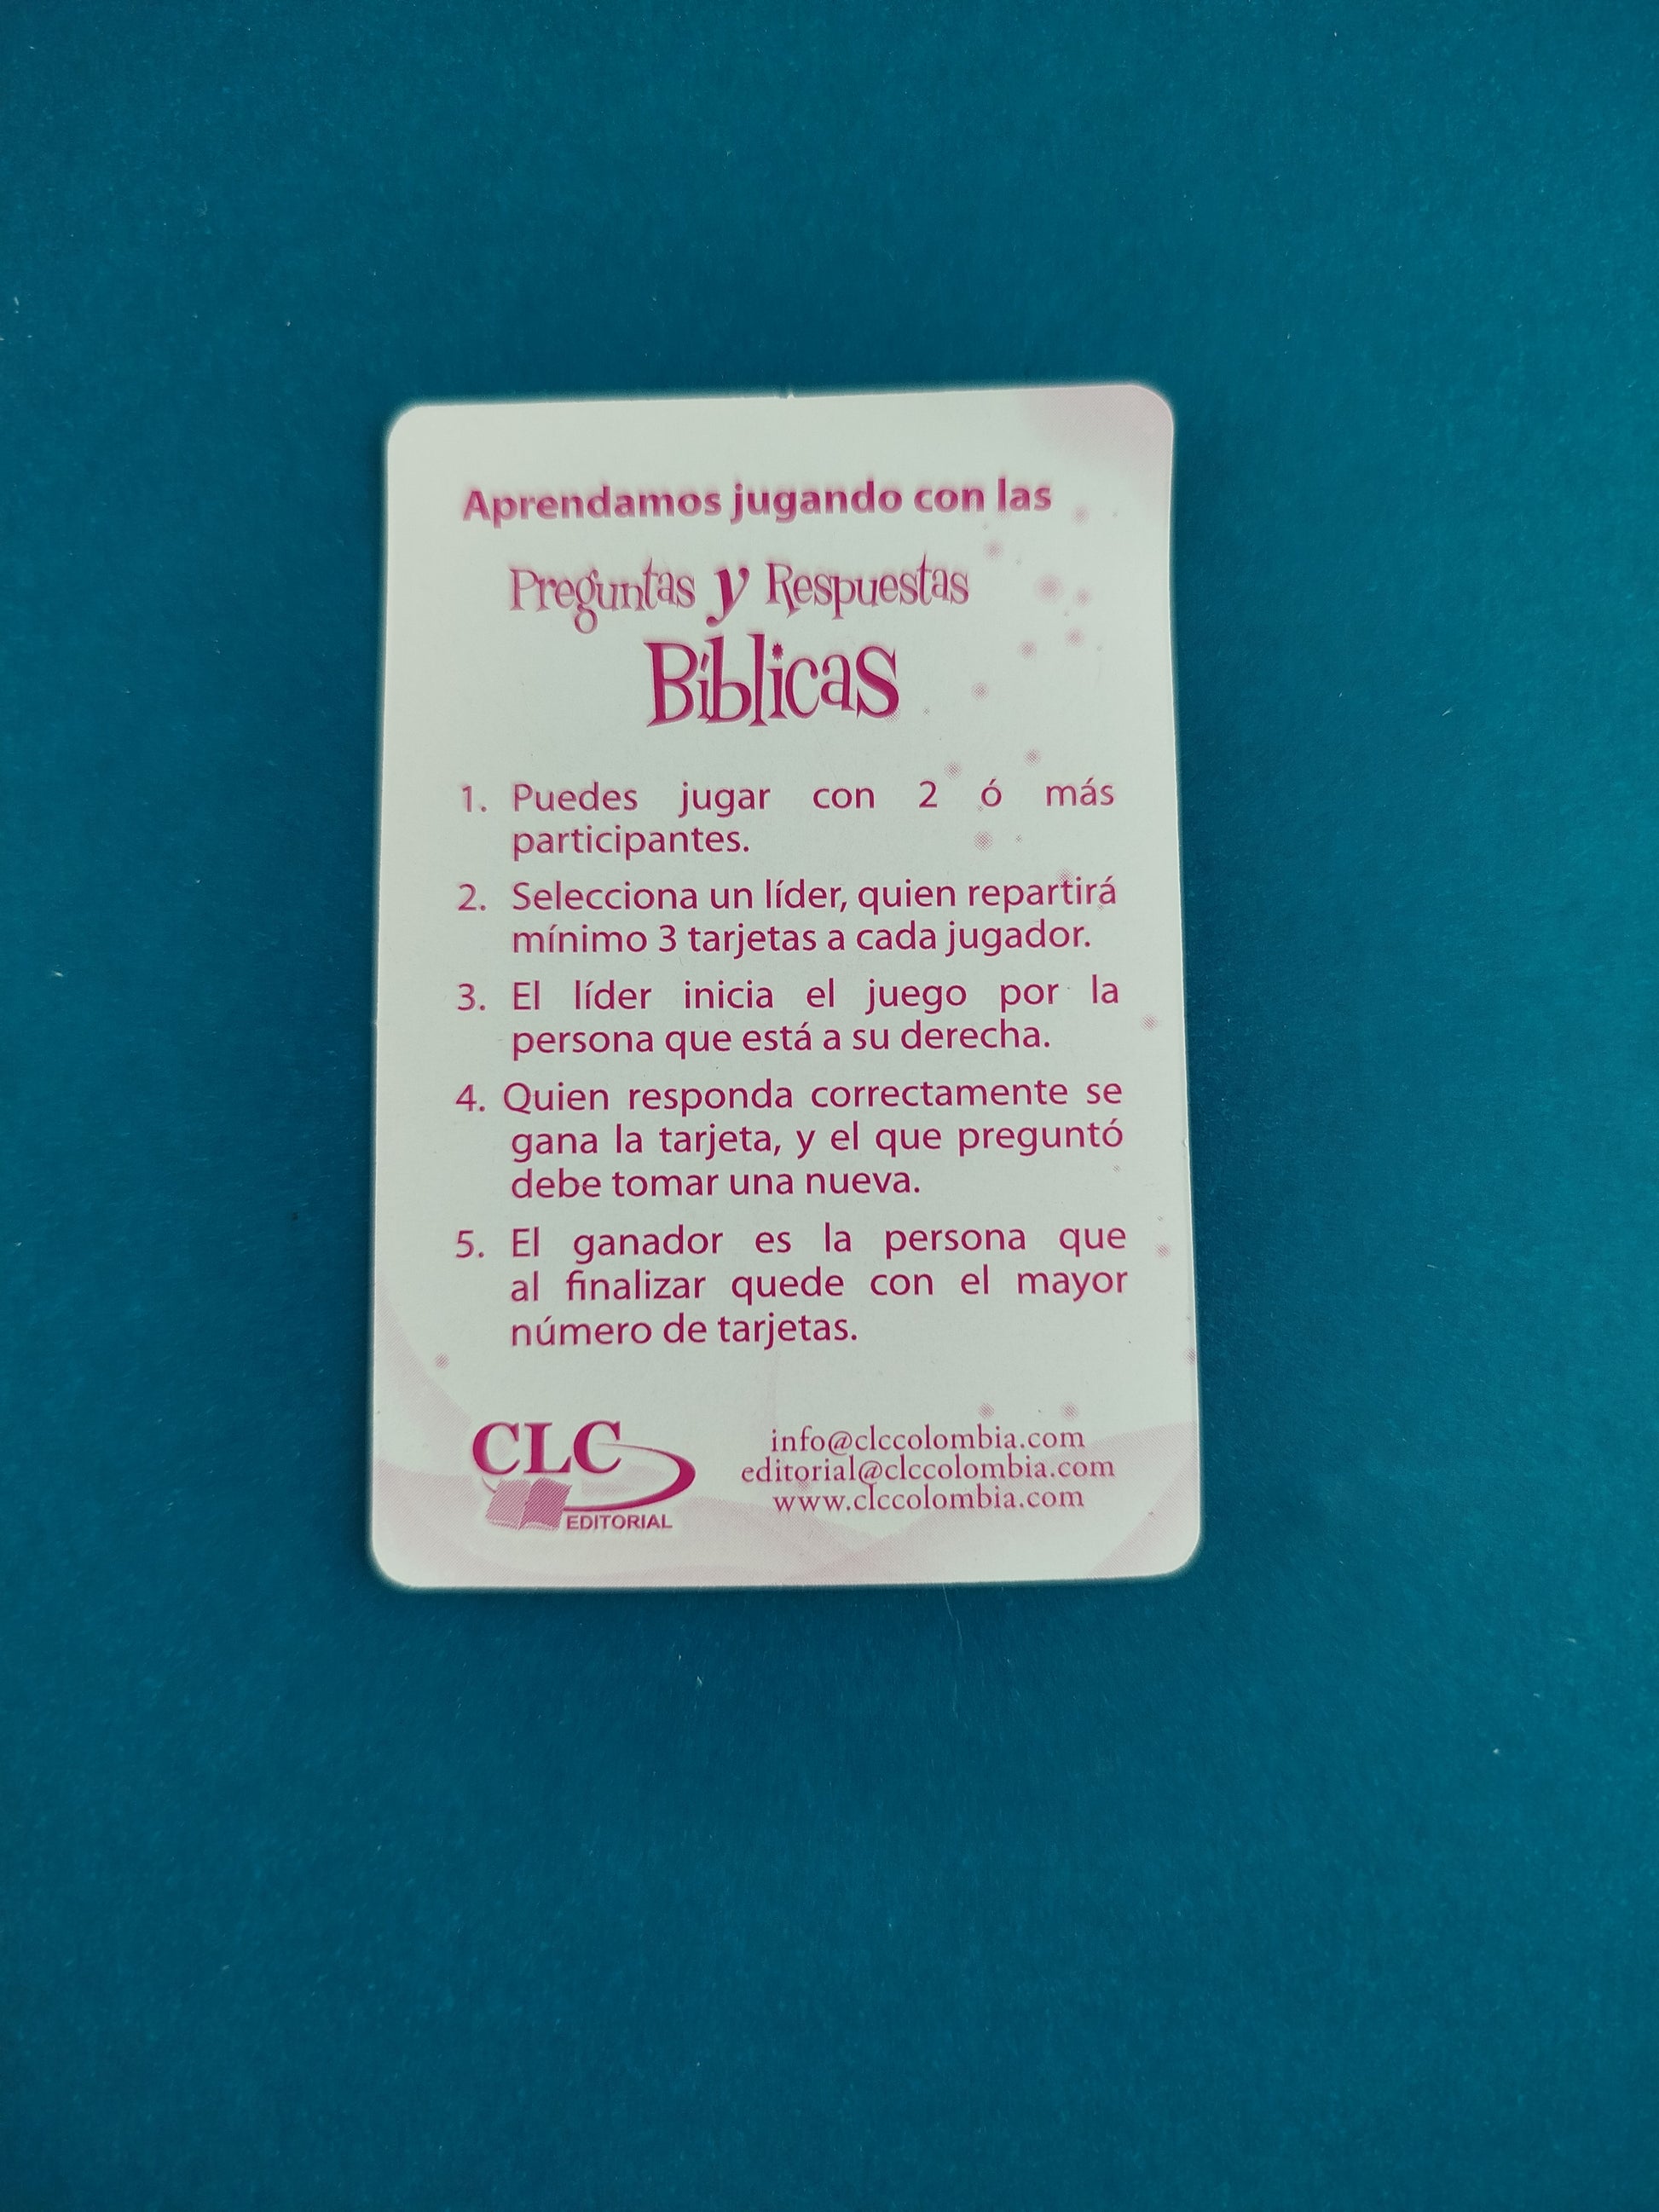 Aprendamos jugando con las
Preguntas y Respuestas
Bíblicas
1. Puedes jugar con 2 ó más
participantes.
2. Selecciona un líder, quien repartirá
mínimo 3 tarjetas a cada jugador.
3. El líder inicia el juego por la
persona que está a su derecha.
4. Quien responda correctamente se
gana la tarjeta, y el que preguntó
debe tomar una nueva.
5. El ganador es la persona que
al finalizar quede con el mayor
número de tarjetas.
CLC
EDITORIAL
info@clccolombia.com
editorial@clccolombia.com
www.clccolombia.com